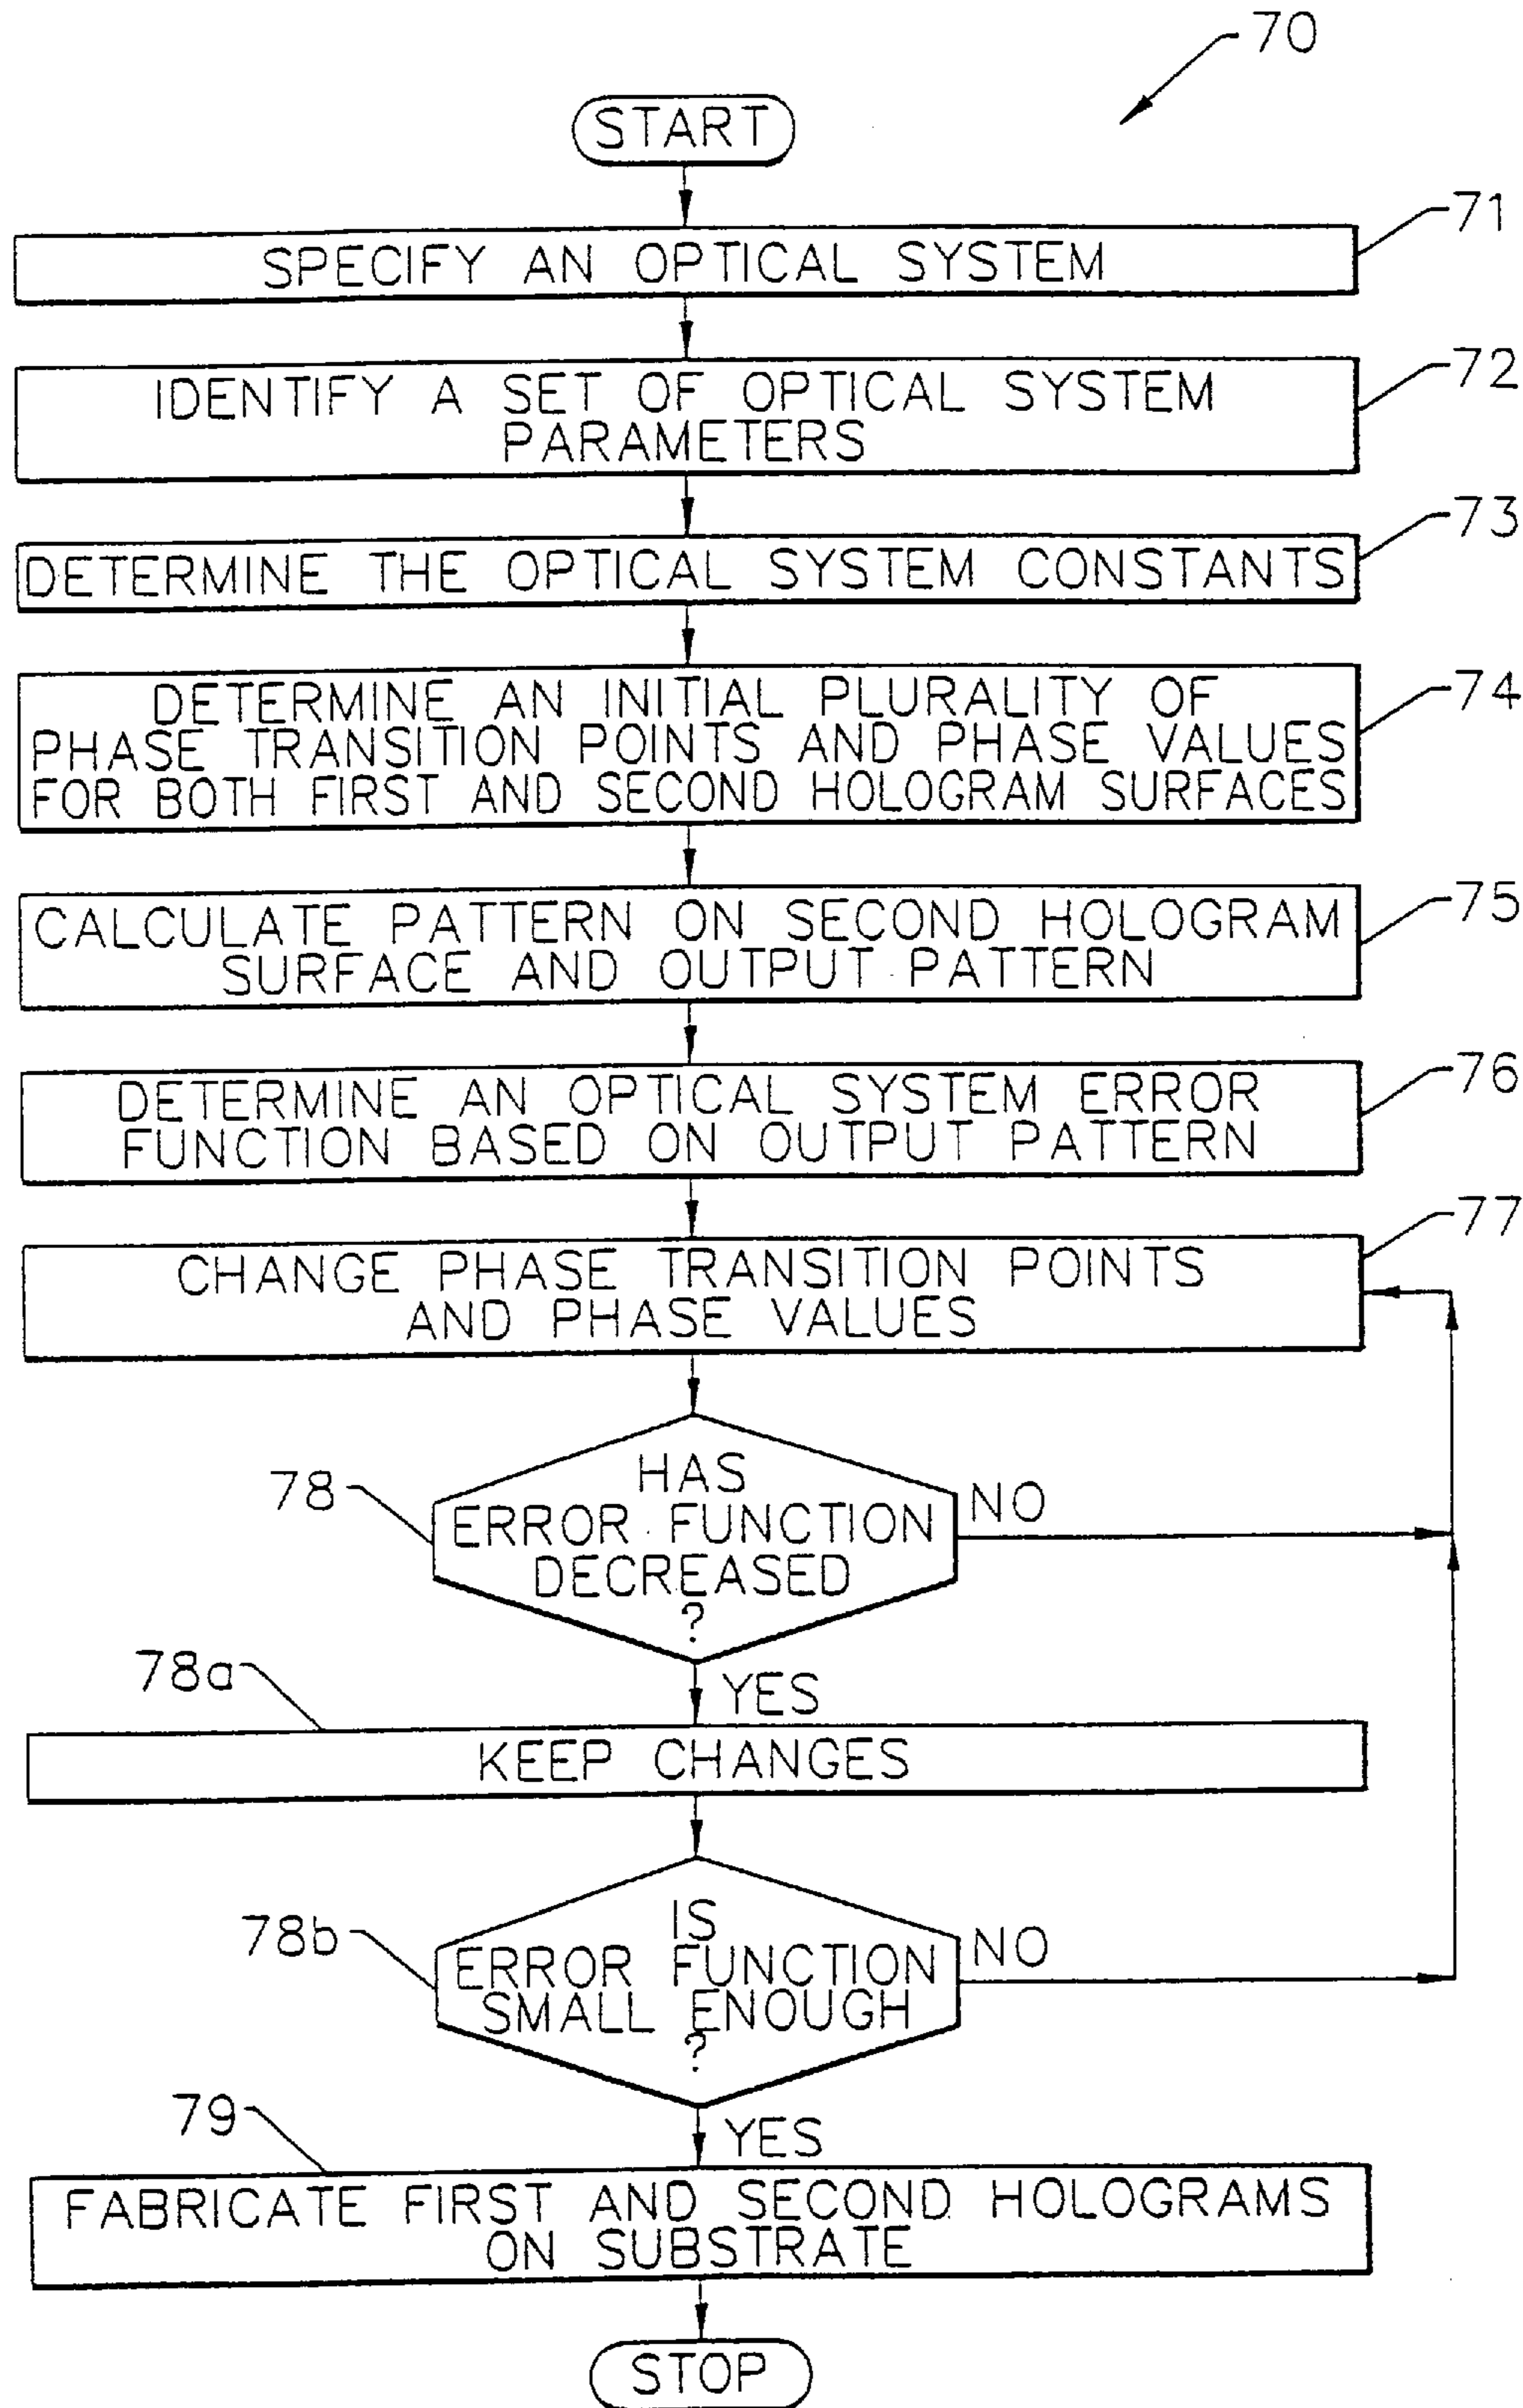 70
START
71
SPECIFY AN OPTICAL SYSTEM
72
IDENTIFY A SET OF OPTICAL SYSTEM
PARAMETERS
73
DETERMINE THE OPTICAL SYSTEM CONSTANTS
74
DETERMINE AN INITIAL PLURALITY OF
PHASE TRANSITION POINTS AND PHASE VALUES
FOR BOTH FIRST AND SECOND HOLOGRAM SURFACES
75
CALCULATE PATTERN ON SECOND HOLOGRAM
SURFACE AND OUTPUT PATTERN
76
DETERMINE AN OPTICAL SYSTEM ERROR
FUNCTION BASED ON OUTPUT PATTERN
77
CHANGE PHASE TRANSITION POINTS
AND PHASE VALUES
78
HAS
ERROR FUNCTION
DECREASED
?
NO
YES
78a
KEEP CHANGES
78b
IS
ERROR FUNCTION
SMALL ENOUGH
?
NO
YES
79
FABRICATE FIRST AND SECOND HOLOGRAMS
ON SUBSTRATE
STOP